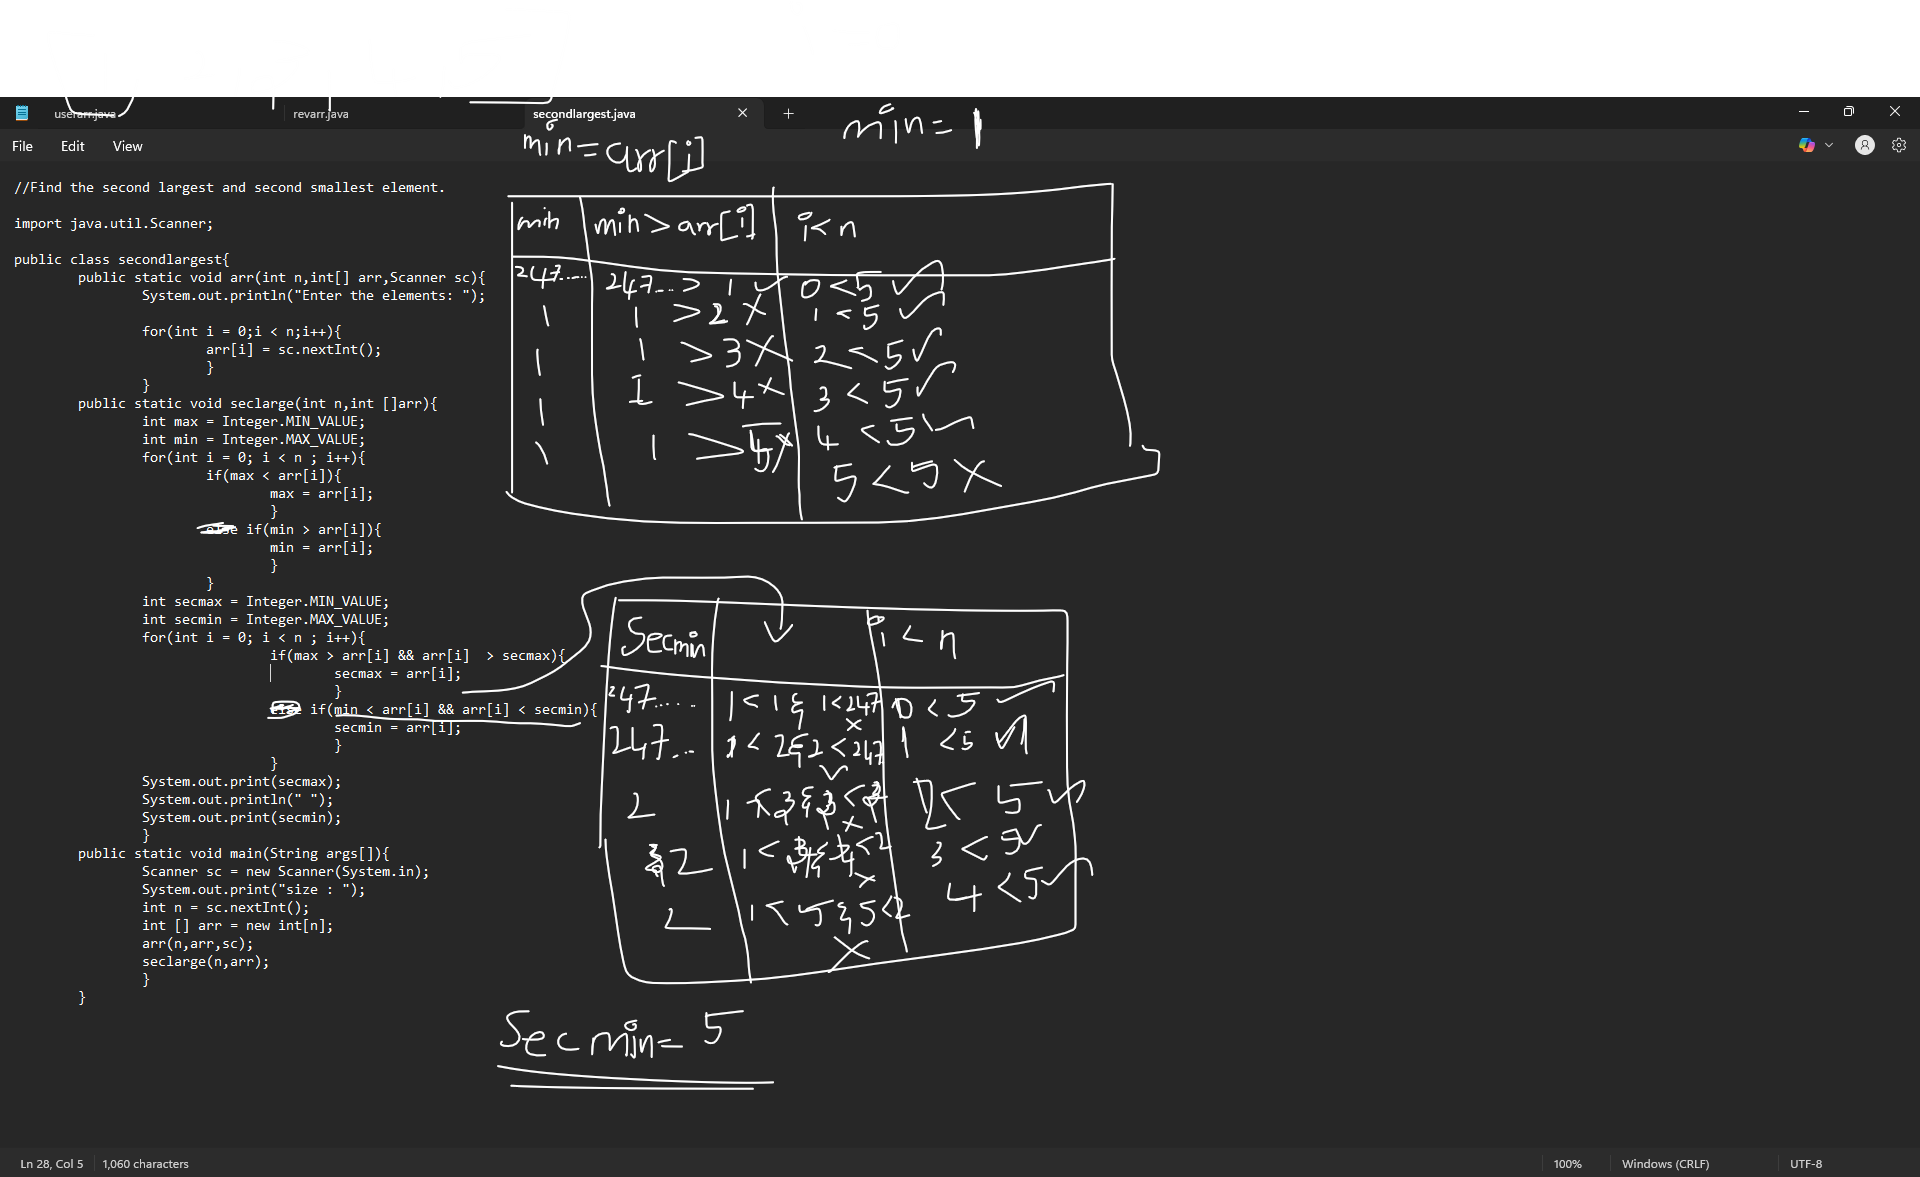 userarr.java revarr.java secondlargest.java
File Edit View
min = arr[i]
min = 1
//Find the second largest and second smallest element.
import java.util.Scanner;
public class secondlargest{
public static void arr(int n,int[] arr,Scanner sc){
System.out.println("Enter the elements: ");
for(int i = 0;i < n;i++){
arr[i] = sc.nextInt();
}
}
public static void seclarge(int n,int []arr){
int max = Integer.MIN_VALUE;
int min = Integer.MAX_VALUE;
for(int i = 0; i < n ; i++){
if(max < arr[i]){
max = arr[i];
}
else if(min > arr[i]){
min = arr[i];
}
}
int secmax = Integer.MIN_VALUE;
int secmin = Integer.MAX_VALUE;
for(int i = 0; i < n ; i++){
if(max > arr[i] && arr[i]  > secmax){
secmax = arr[i];
}
else if(min < arr[i] && arr[i] < secmin){
secmin = arr[i];
}
}
System.out.print(secmax);
System.out.println(" ");
System.out.print(secmin);
}
public static void main(String args[]){
Scanner sc = new Scanner(System.in);
System.out.print("size : ");
int n = sc.nextInt();
int [] arr = new int[n];
arr(n,arr,sc);
seclarge(n,arr);
}
}
min min > arr[i] i < n
247..... 247.... > 1 ✓ 0 < 5 ✓
1 1 > 2 X 1 < 5 ✓
1 1 > 3 X 2 < 5 ✓
1 1 > 4 X 3 < 5 ✓
1 1 > 5 X 4 < 5 ✓
5 < 5 X
Secmin i < n
247..... 1 < 1 & 1 < 247 X 0 < 5 ✓
247... 1 < 2 & 2 < 247 ✓ 1 < 5 ✓
2 1 < 3 & 3 < 2 X 2 < 5 ✓
2 1 < 4 & 4 < 2 X 3 < 5 ✓
2 1 < 5 & 5 < 2 X 4 < 5 ✓
Secmin = 5
Ln 28, Col 5 1,060 characters 100% Windows (CRLF) UTF-8